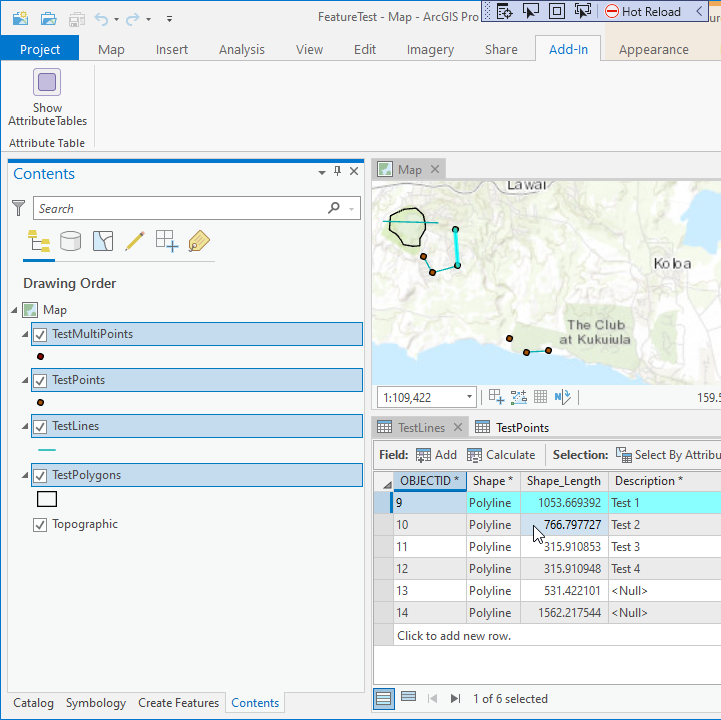 FeatureTest - Map - ArcGIS Pro
Hot Reload
Project Map Insert Analysis View Edit Imagery Share Add-In Appearance
Show
AttributeTables
Attribute Table
Contents
Search
Drawing Order
Map
TestMultiPoints
TestPoints
TestLines
TestPolygons
Topographic
Catalog Symbology Create Features Contents
Map
Lawai
Koloa
The Club
at Kukuiula
1:109,422
159.5
TestLines TestPoints
Field: Add Calculate Selection: Select By Attribu
OBJECTID * Shape * Shape_Length Description *
9 Polyline 1053.669392 Test 1
10 Polyline 766.797727 Test 2
11 Polyline 315.910853 Test 3
12 Polyline 315.910948 Test 4
13 Polyline 531.422101 <Null>
14 Polyline 1562.217544 <Null>
Click to add new row.
1 of 6 selected